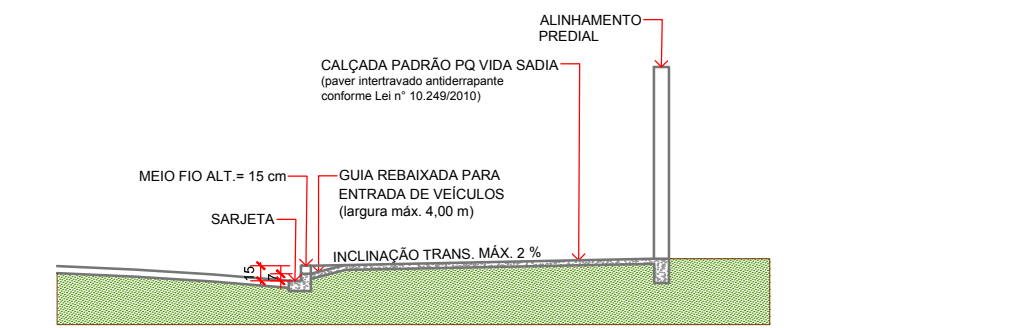 ALINHAMENTO
PREDIAL
CALÇADA PADRÃO PQ VIDA SADIA
(paver intertravado antiderrapante
conforme Lei n° 10.249/2010)
MEIO FIO ALT.= 15 cm
GUIA REBAIXADA PARA
ENTRADA DE VEÍCULOS
(largura máx. 4,00 m)
SARJETA
INCLINAÇÃO TRANS. MÁX. 2 %
15
7